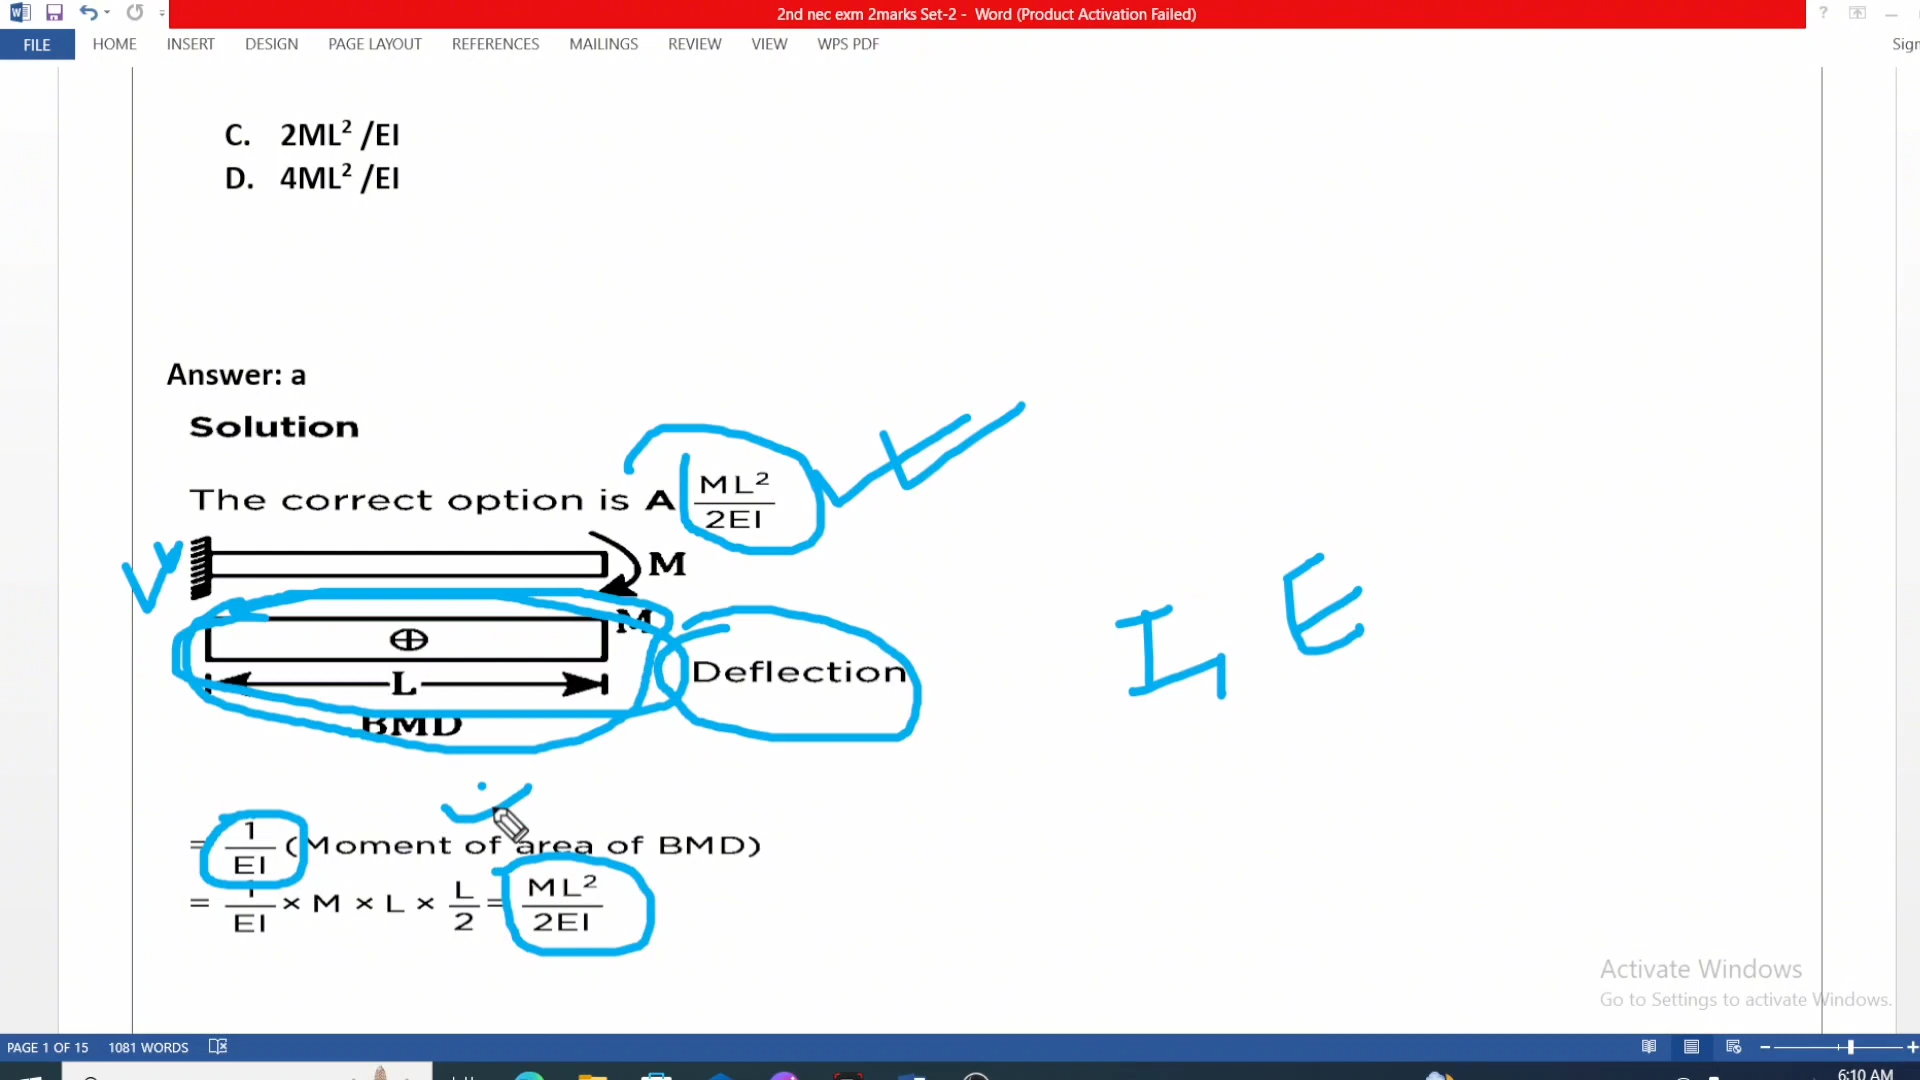 2nd nec exm 2marks Set-2 - Word (Product Activation Failed)
FILE HOME INSERT DESIGN PAGE LAYOUT REFERENCES MAILINGS REVIEW VIEW WPS PDF
C. 2ML² /EI
D. 4ML² /EI
Answer: a
Solution
The correct option is A ML²/2EI
M
M
Deflection
L
BMD
I, E
= 1/EI (Moment of area of BMD)
= 1/EI × M × L × L/2 = ML²/2EI
Activate Windows
Go to Settings to activate Windows.
PAGE 1 OF 15 1081 WORDS
6:10 AM